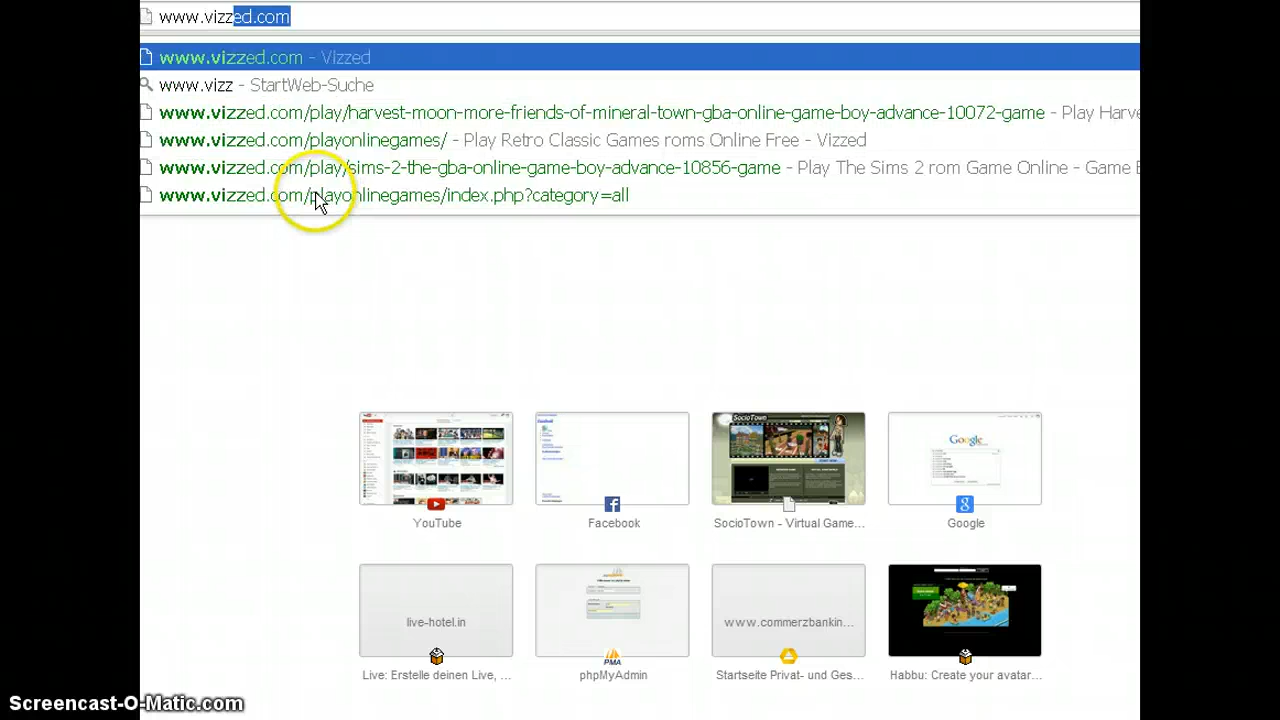 www.vizzed.com
www.vizzed.com - Vizzed
www.vizz - StartWeb-Suche
www.vizzed.com/play/harvest-moon-more-friends-of-mineral-town-gba-online-game-boy-advance-10072-game - Play Harve
www.vizzed.com/playonlinegames/ - Play Retro Classic Games roms Online Free - Vizzed
www.vizzed.com/play/sims-2-the-gba-online-game-boy-advance-10856-game - Play The Sims 2 rom Game Online - Game B
www.vizzed.com/playonlinegames/index.php?category=all
SocioTown
Google
YouTube
Facebook
SocioTown - Virtual Game...
Google
live-hotel.in
www.commerzbankin...
PMA
Live: Erstelle deinen Live, ...
phpMyAdmin
Startseite Privat- und Ges...
Habbu: Create your avatar...
Screencast-O-Matic.com